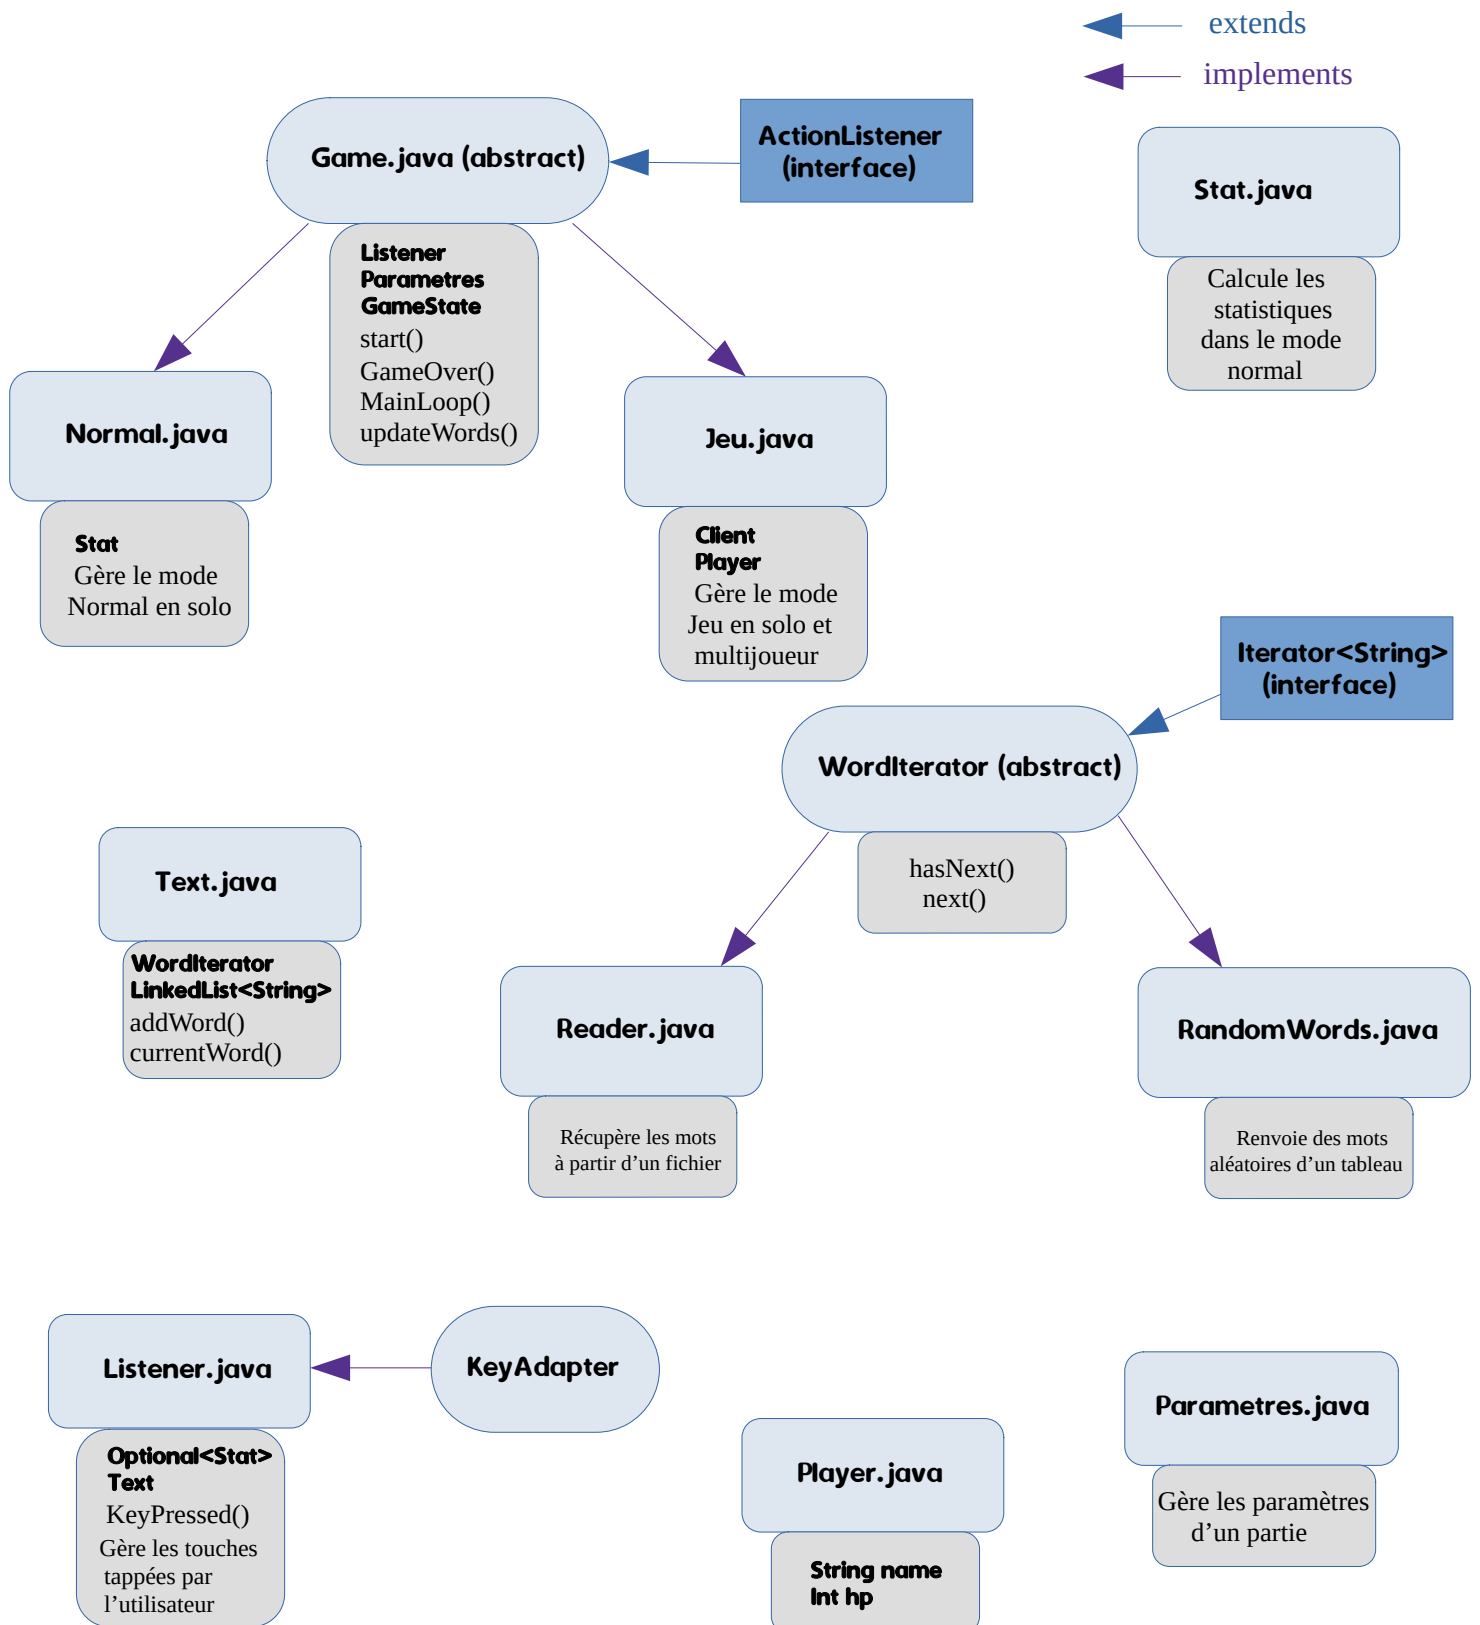 extends
implements
Game.java (abstract)
ActionListener
(interface)
Stat.java
Listener
Parametres
GameState
start()
GameOver()
MainLoop()
updateWords()
Calcule les
statistiques
dans le mode
normal
Normal.java
Jeu.java
Stat
Gère le mode
Normal en solo
Client
Player
Gère le mode
Jeu en solo et
multijoueur
Iterator<String>
(interface)
WordIterator (abstract)
hasNext()
next()
Text.java
WordIterator
LinkedList<String>
addWord()
currentWord()
Reader.java
RandomWords.java
Récupère les mots
à partir d’un fichier
Renvoie des mots
aléatoires d’un tableau
Listener.java
KeyAdapter
Optional<Stat>
Text
KeyPressed()
Gère les touches
tappées par
l’utilisateur
Player.java
String name
Int hp
Parametres.java
Gère les paramètres
d’un partie